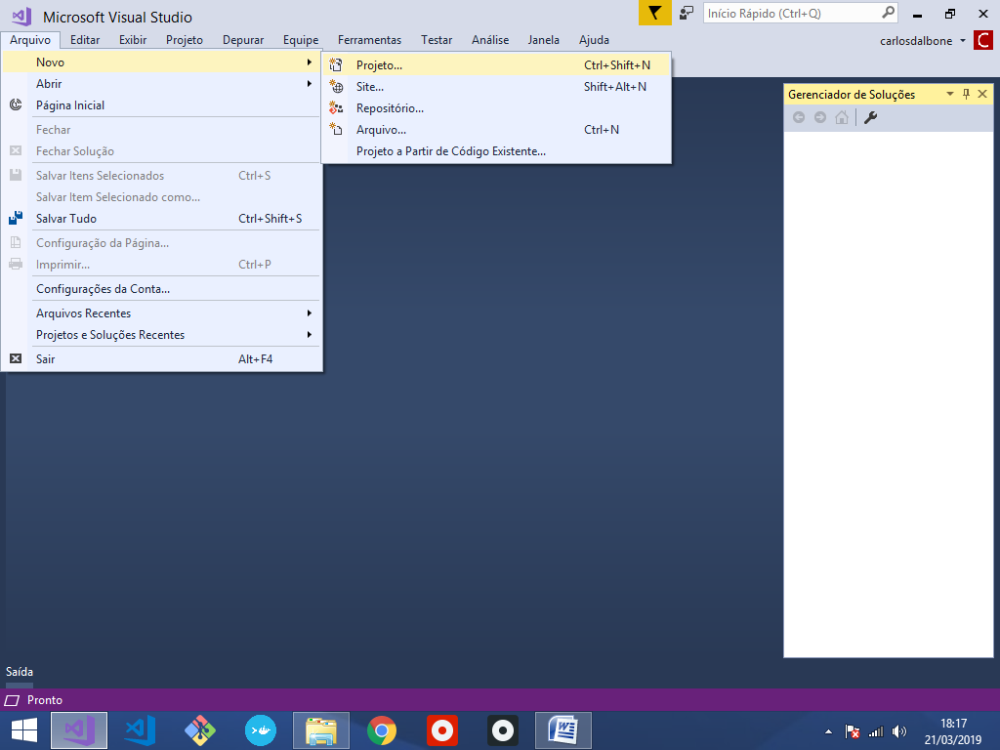 Microsoft Visual Studio
Início Rápido (Ctrl+Q)
Arquivo Editar Exibir Projeto Depurar Equipe Ferramentas Testar Análise Janela Ajuda carlosdalbone C
Novo
Abrir
Página Inicial
Fechar
Fechar Solução
Salvar Itens Selecionados Ctrl+S
Salvar Item Selecionado como...
Salvar Tudo Ctrl+Shift+S
Configuração da Página...
Imprimir... Ctrl+P
Configurações da Conta...
Arquivos Recentes
Projetos e Soluções Recentes
Sair Alt+F4
Projeto... Ctrl+Shift+N
Site... Shift+Alt+N
Repositório...
Arquivo... Ctrl+N
Projeto a Partir de Código Existente...
Gerenciador de Soluções
Saída
Pronto
W
18:17
21/03/2019